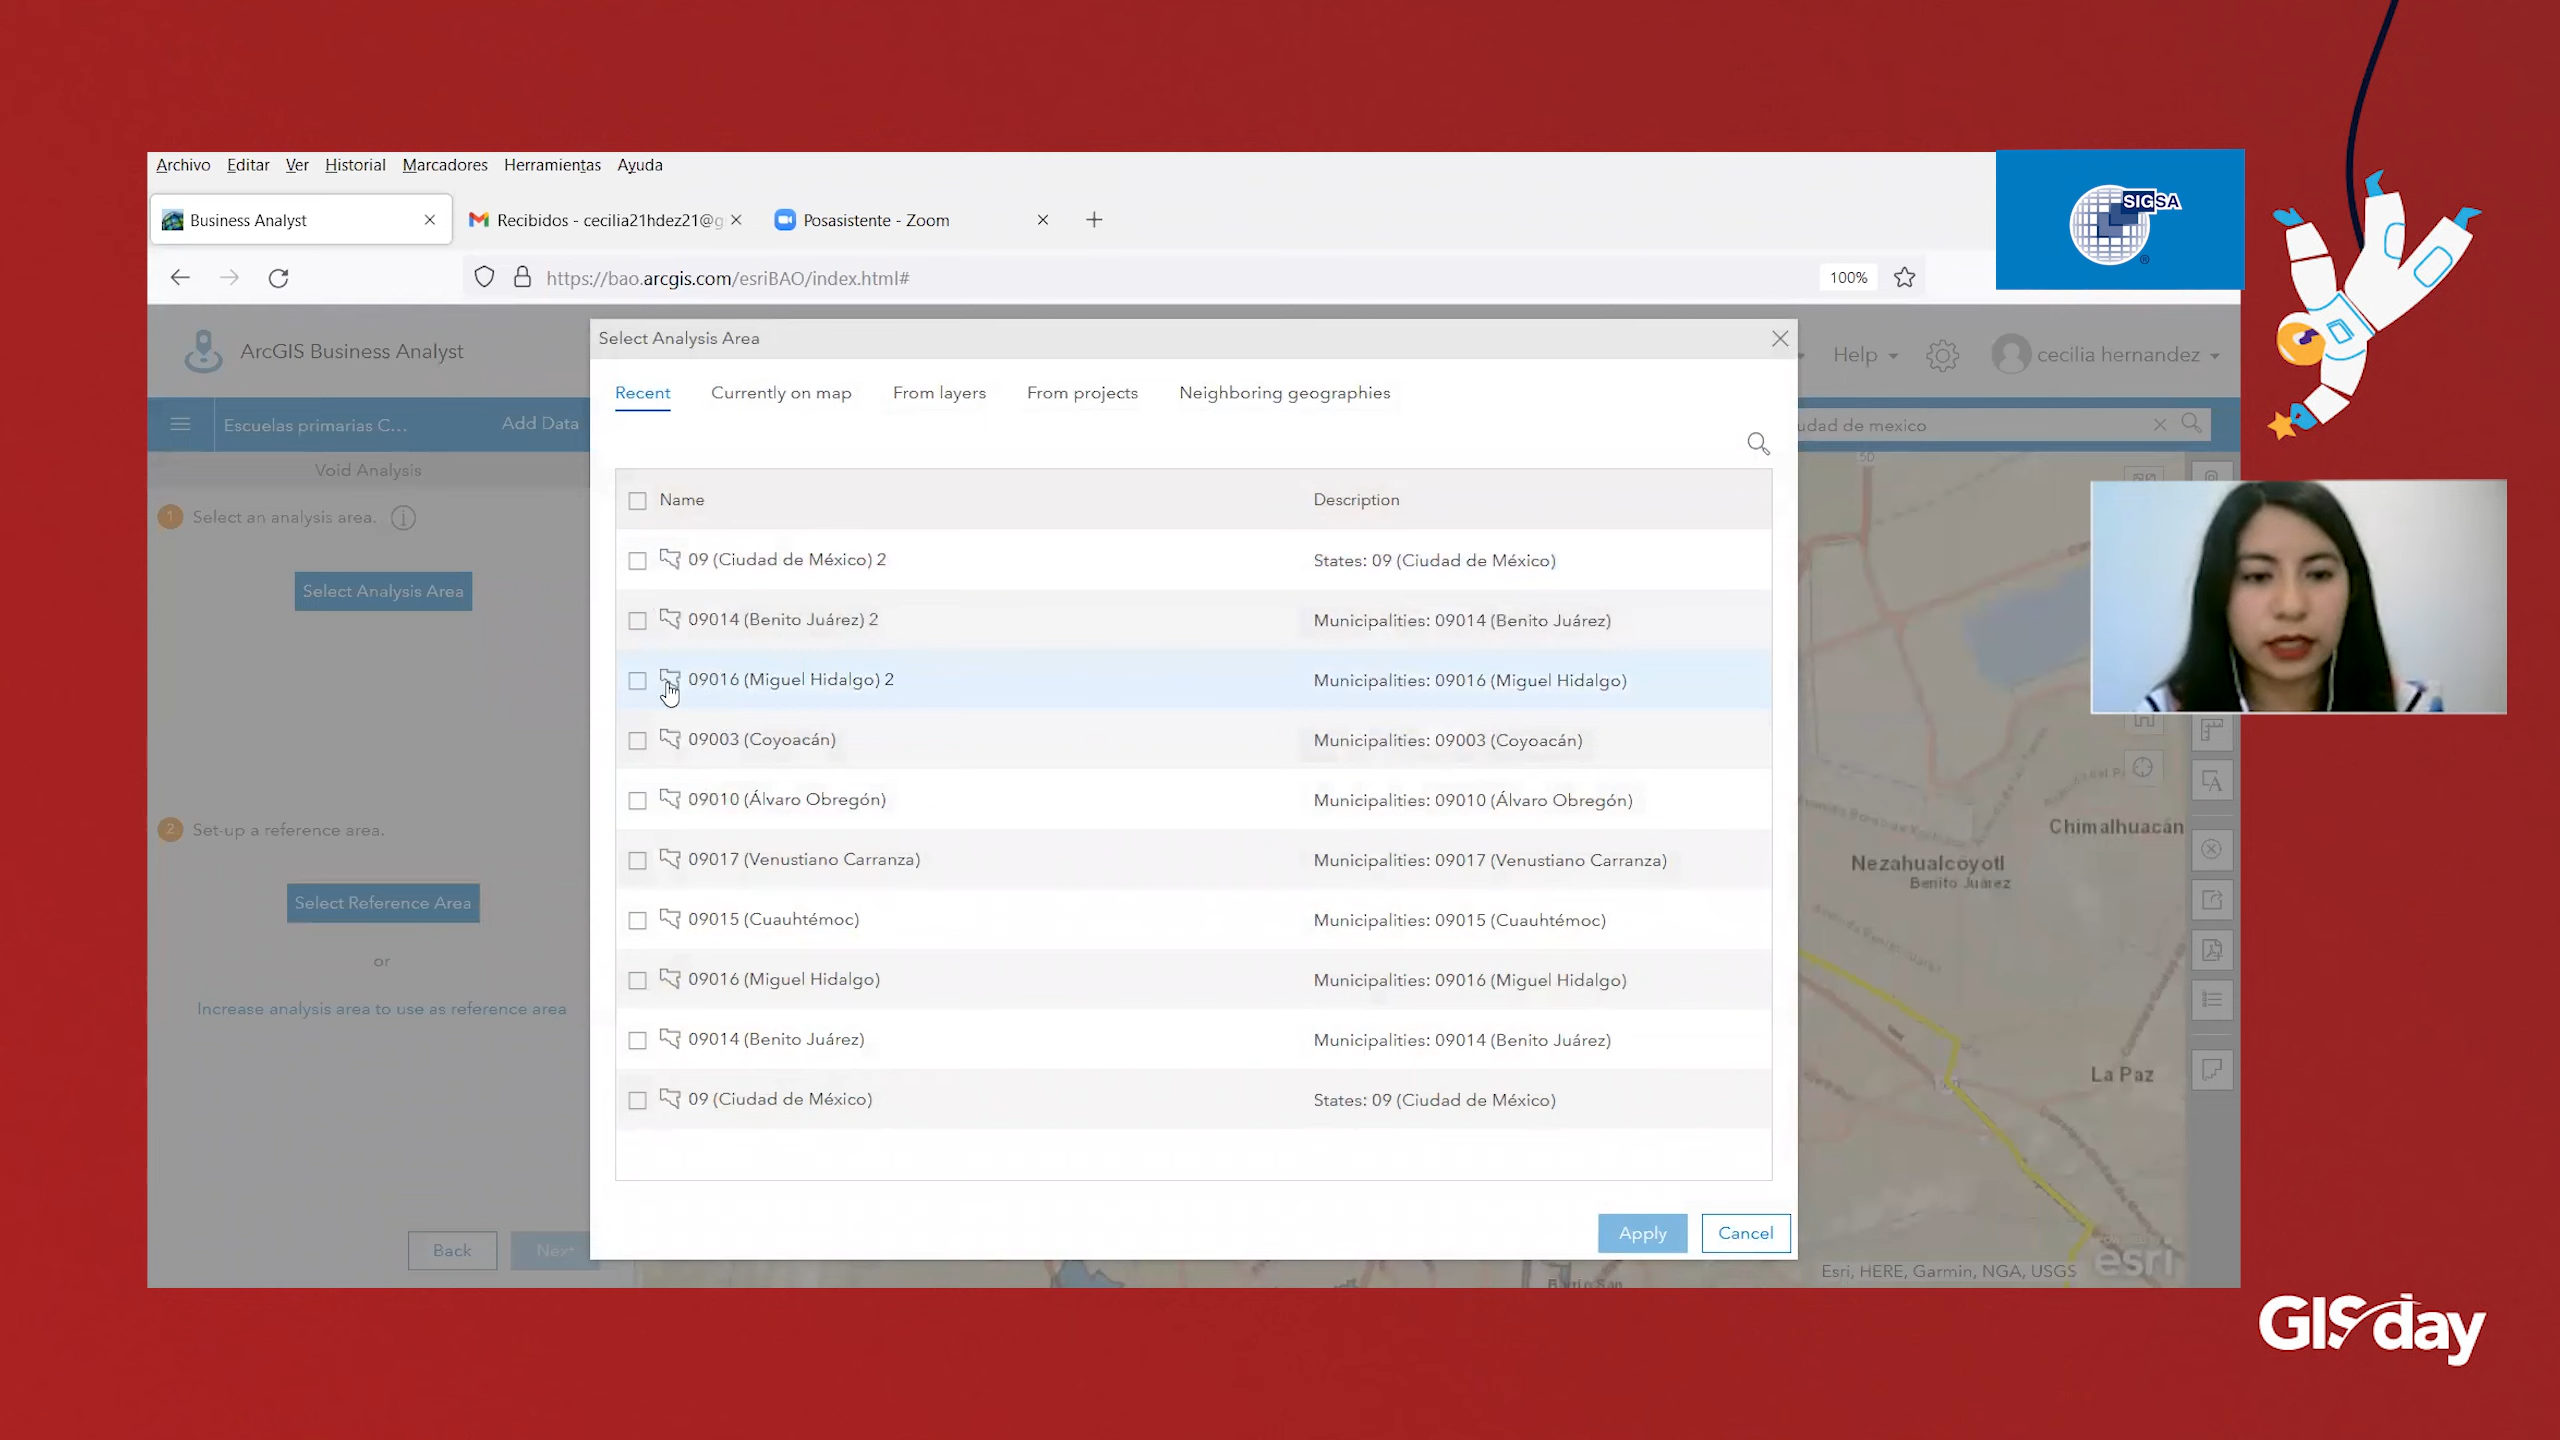 Archivo Editar Ver Historial Marcadores Herramientas Ayuda
SIGSA
Business Analyst
Recibidos - cecilia21hdez21@g
Posasistente - Zoom
https://bao.arcgis.com/esriBAO/index.html#
100%
ArcGIS Business Analyst
Select Analysis Area
Help
cecilia hernandez
Recent Currently on map From layers From projects Neighboring geographies
Escuelas primarias C...
Add Data
udad de mexico
Void Analysis
1 Select an analysis area.
Select Analysis Area
2 Set-up a reference area.
Select Reference Area
or
Increase analysis area to use as reference area
Back
Next
Name Description
09 (Ciudad de México) 2 States: 09 (Ciudad de México)
09014 (Benito Juárez) 2 Municipalities: 09014 (Benito Juárez)
09016 (Miguel Hidalgo) 2 Municipalities: 09016 (Miguel Hidalgo)
09003 (Coyoacán) Municipalities: 09003 (Coyoacán)
09010 (Álvaro Obregón) Municipalities: 09010 (Álvaro Obregón)
09017 (Venustiano Carranza) Municipalities: 09017 (Venustiano Carranza)
09015 (Cuauhtémoc) Municipalities: 09015 (Cuauhtémoc)
09016 (Miguel Hidalgo) Municipalities: 09016 (Miguel Hidalgo)
09014 (Benito Juárez) Municipalities: 09014 (Benito Juárez)
09 (Ciudad de México) States: 09 (Ciudad de México)
Apply
Cancel
Chimalhuacán
Nezahualcóyotl
Benito Juárez
La Paz
Esri, HERE, Garmin, NGA, USGS
esri
GISday